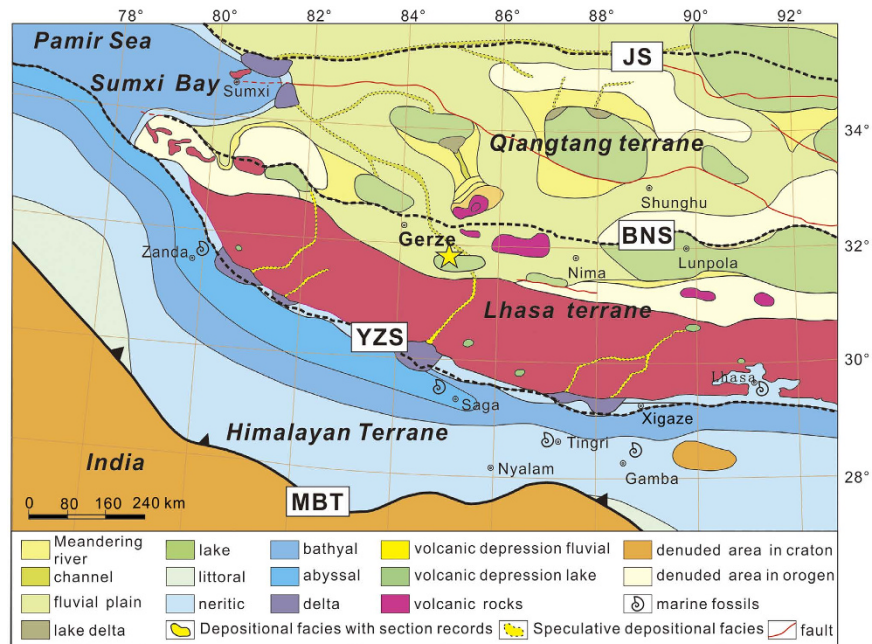 78° 80° 82° 84° 86° 88° 90° 92°
Pamir Sea
JS
Sumxi Bay
Sumxi
34°
Qiangtang terrane
Shunghu
Gerze
BNS
32°
Zanda
Nima
Lunpola
Lhasa terrane
YZS
30°
Lhasa
Saga
Xigaze
Himalayan Terrane
Tingri
India
Nyalam
Gamba
28°
MBT
0 80 160 240 km
Meandering river
lake
bathyal
volcanic depression fluvial
denuded area in craton
channel
littoral
abyssal
volcanic depression lake
denuded area in orogen
fluvial plain
neritic
delta
volcanic rocks
marine fossils
lake delta
Depositional facies with section records
Speculative depositional facies
fault